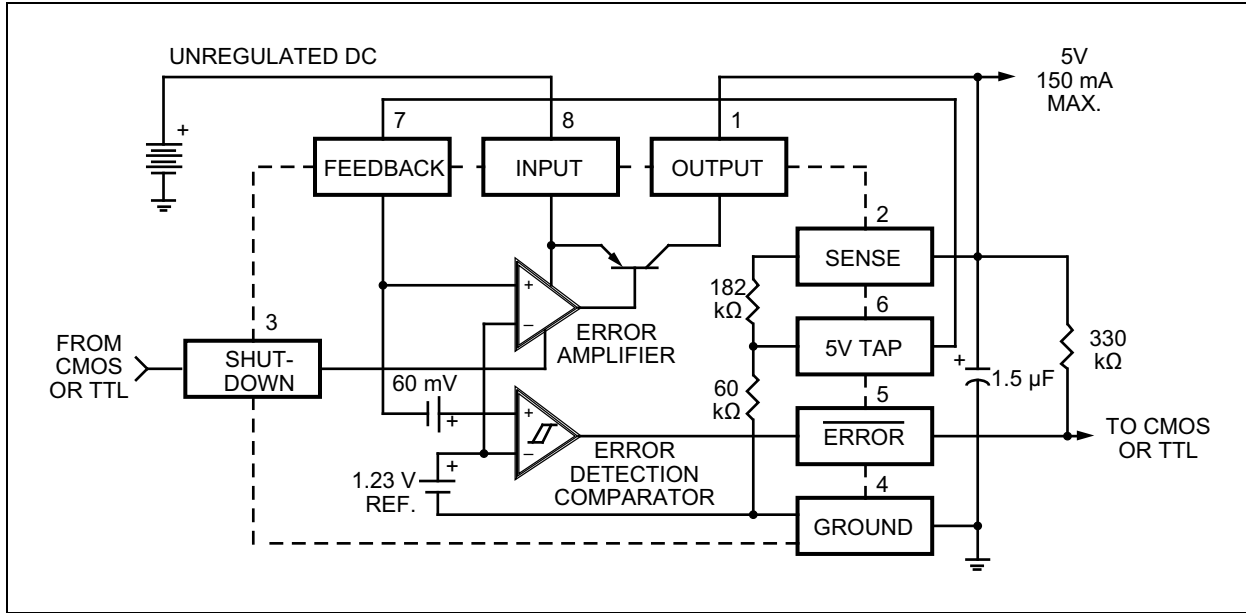 UNREGULATED DC
5V
150 mA
MAX.
7
8
1
+
FEEDBACK
INPUT
OUTPUT
2
SENSE
182
kΩ
+
–
6
5V TAP
330
kΩ
3
FROM
CMOS
OR TTL
SHUT-
DOWN
ERROR
AMPLIFIER
60 mV
+
+
–
60
kΩ
+
1.5 µF
5
ERROR
TO CMOS
OR TTL
ERROR
DETECTION
COMPARATOR
1.23 V
REF.
+
4
GROUND